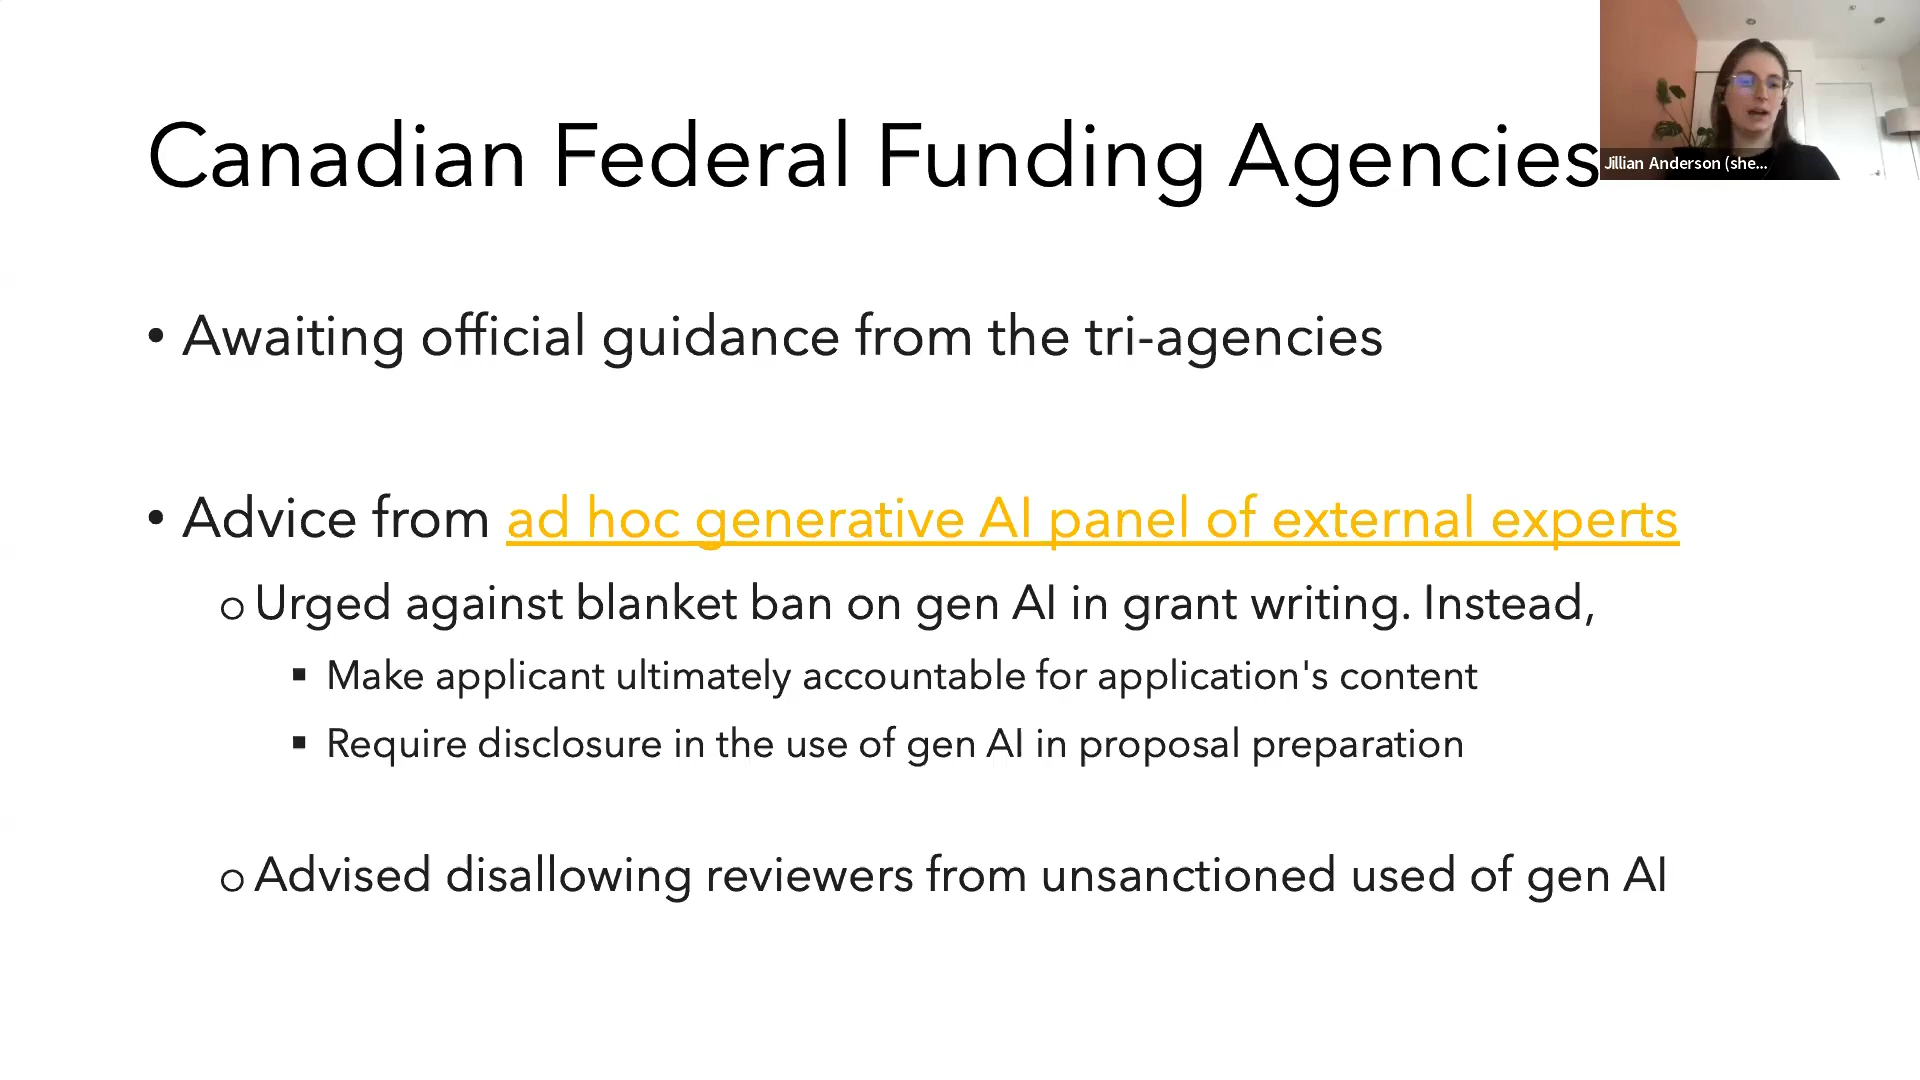 Canadian Federal Funding Agencies
Jillian Anderson (she...
• Awaiting official guidance from the tri-agencies
• Advice from ad hoc generative AI panel of external experts
o Urged against blanket ban on gen AI in grant writing. Instead,
▪ Make applicant ultimately accountable for application's content
▪ Require disclosure in the use of gen AI in proposal preparation
o Advised disallowing reviewers from unsanctioned used of gen AI